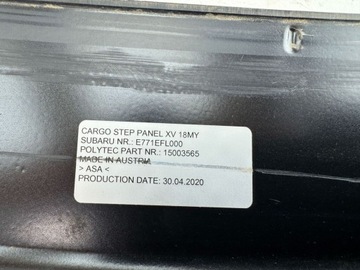 CARGO STEP PANEL XV 18MY
SUBARU NR.: E771EFL000
POLYTEC PART NR.: 15003565
MADE IN AUSTRIA
> ASA <
PRODUCTION DATE: 30.04.2020